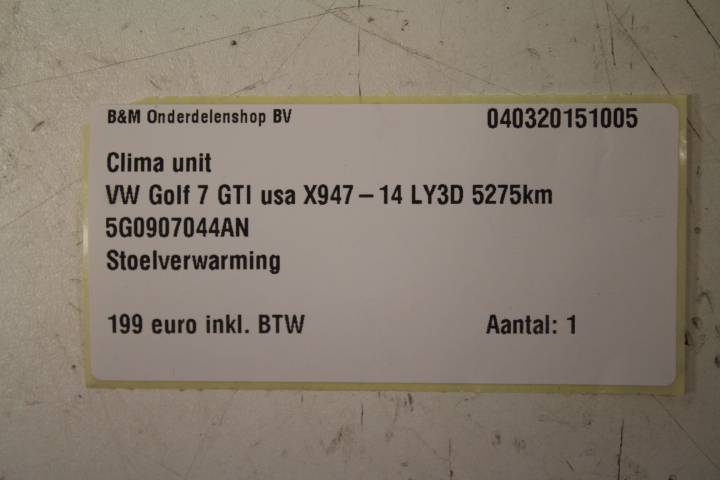 B&M Onderdelenshop BV 040320151005
Clima unit
VW Golf 7 GTI usa X947-14 LY3D 5275km
5G0907044AN
Stoelverwarming
199 euro inkl. BTW Aantal: 1